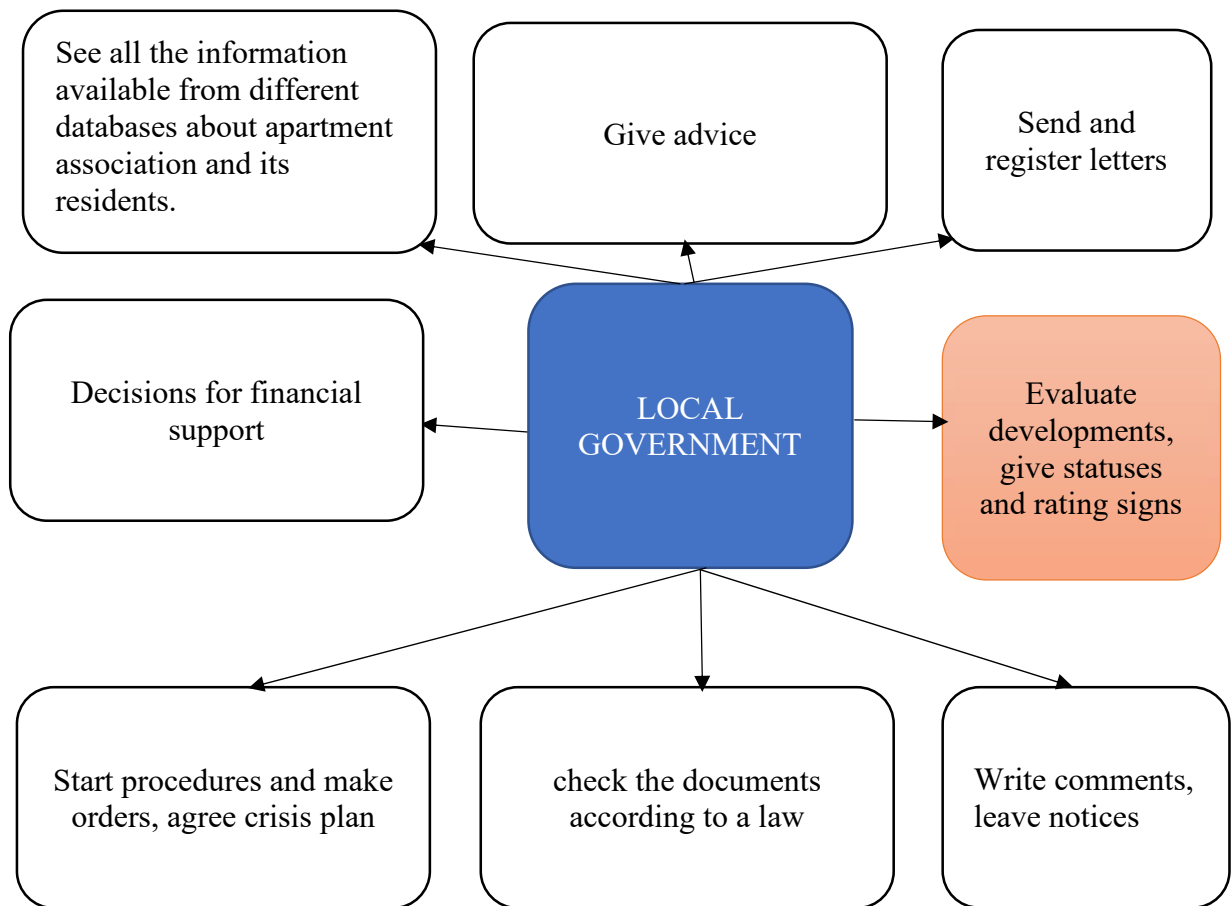 See all the information
available from different
databases about apartment
association and its
residents.
Give advice
Send and
register letters
Decisions for financial
support
LOCAL
GOVERNMENT
Evaluate
developments,
give statuses
and rating signs
Start procedures and make
orders, agree crisis plan
check the documents
according to a law
Write comments,
leave notices